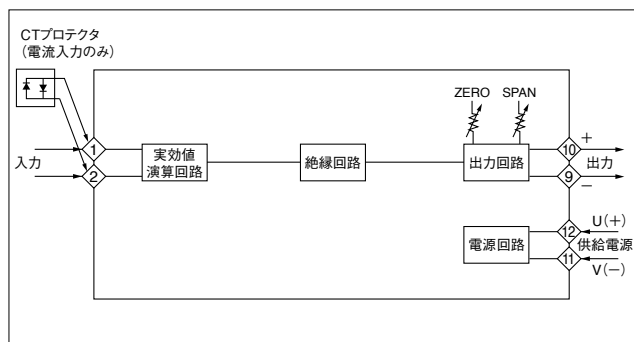 CTプロテクタ
(電流入力のみ)
ZERO
SPAN
1
10
+
入力
実効値
演算回路
絶縁回路
出力回路
出力
2
9
−
U(+)
12
電源回路
供給電源
11
V(−)